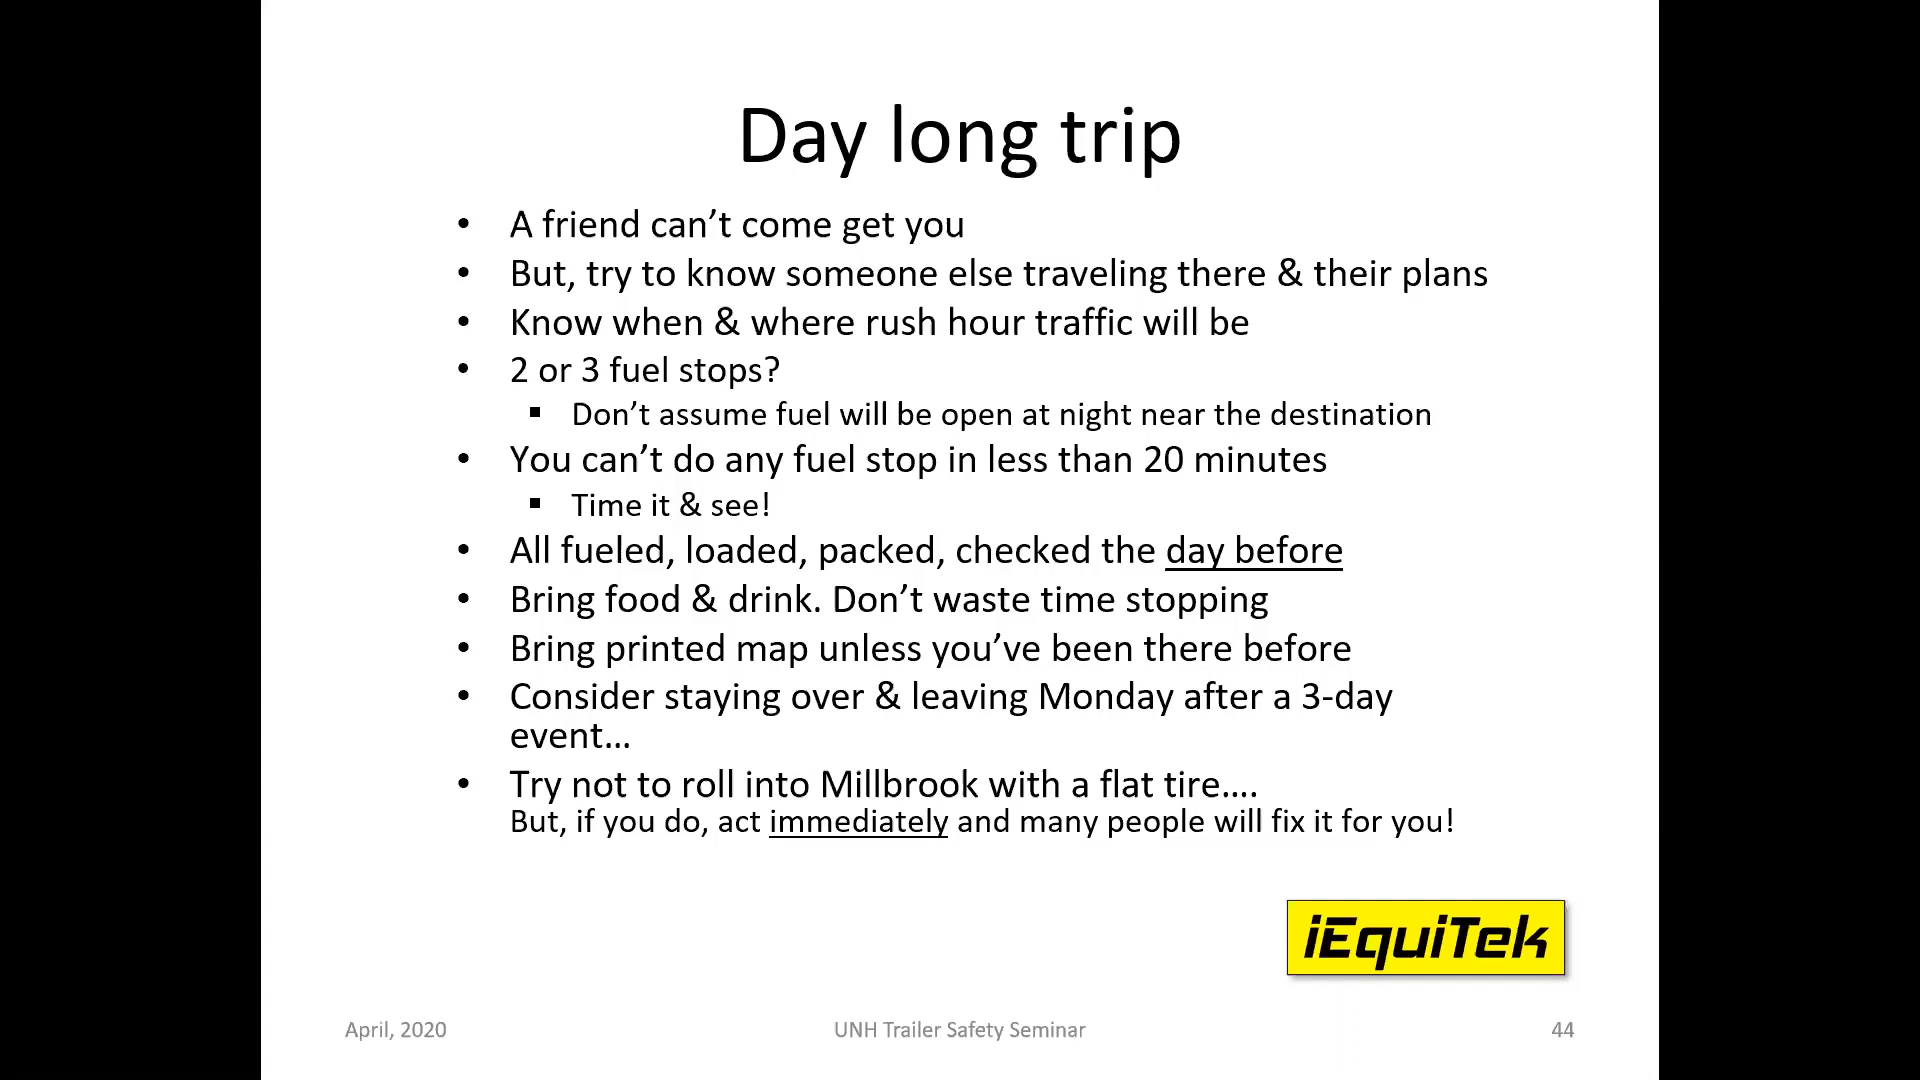 Day long trip
• A friend can’t come get you
• But, try to know someone else traveling there & their plans
• Know when & where rush hour traffic will be
• 2 or 3 fuel stops?
▪ Don’t assume fuel will be open at night near the destination
• You can’t do any fuel stop in less than 20 minutes
▪ Time it & see!
• All fueled, loaded, packed, checked the day before
• Bring food & drink. Don’t waste time stopping
• Bring printed map unless you’ve been there before
• Consider staying over & leaving Monday after a 3-day
event…
• Try not to roll into Millbrook with a flat tire….
But, if you do, act immediately and many people will fix it for you!
iEquiTek
April, 2020
UNH Trailer Safety Seminar
44